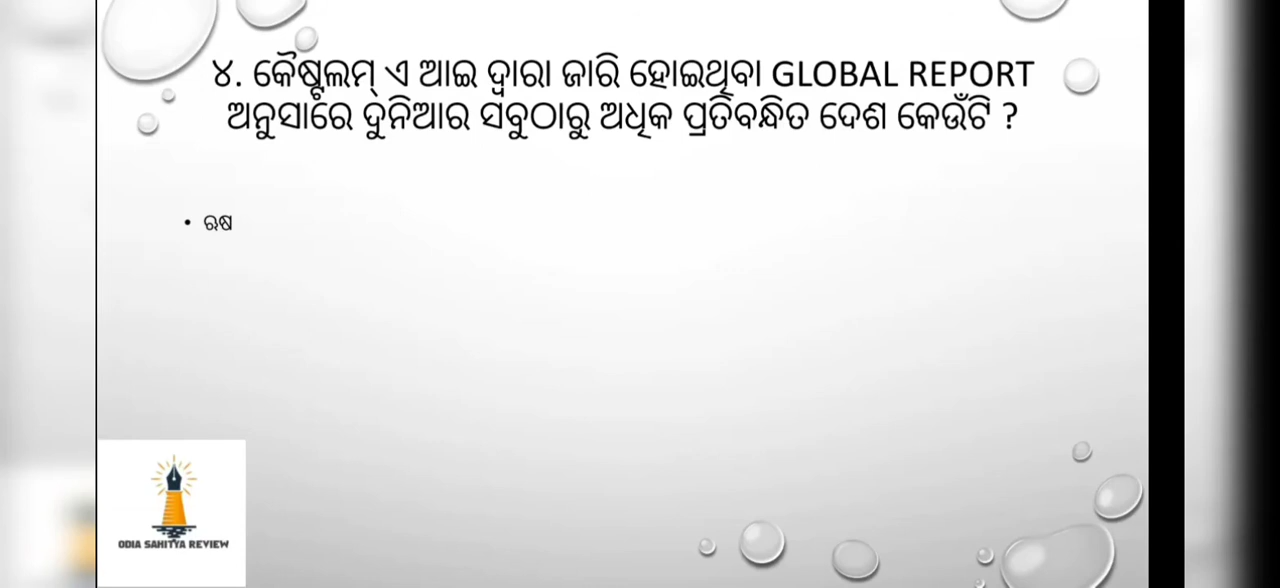 ୪. କୈଷ୍ଟଲମ୍ ଏ ଆଇ ଦ୍ୱାରା ଜାରି ହୋଇଥିବା GLOBAL REPORT
ଅନୁସାରେ ଦୁନିଆର ସବୁଠାରୁ ଅଧିକ ପ୍ରତିବନ୍ଧିତ ଦେଶ କେଉଁଟି ?
• ଋଷ
ODIA SAHITYA REVIEW